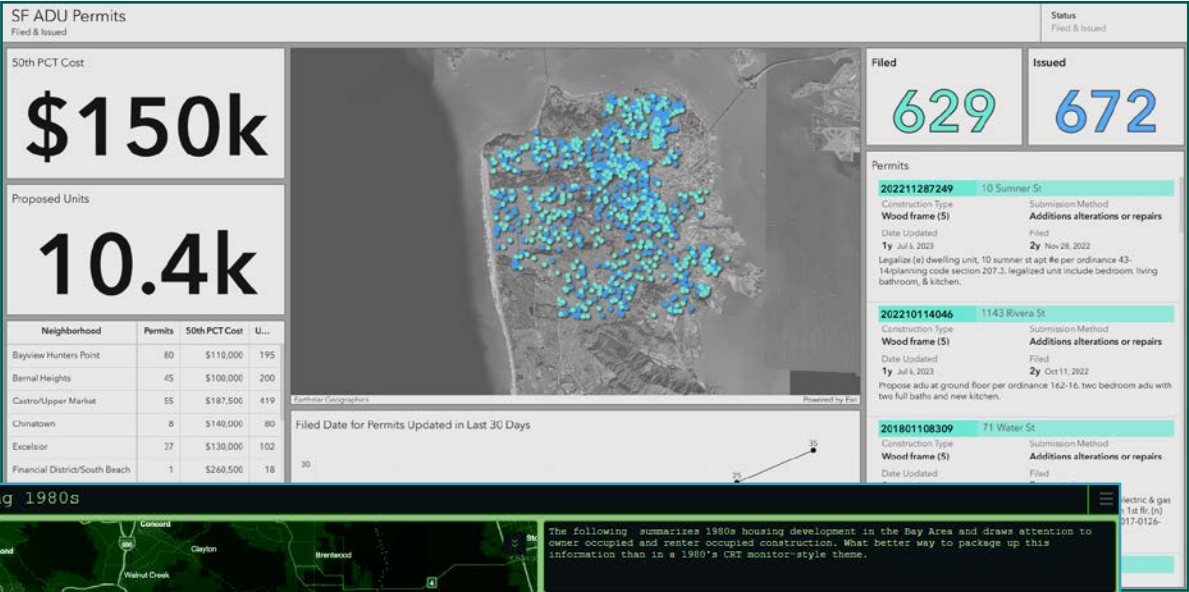 SF ADU Permits
Filed & Issued
Status
Filed & Issued
50th PCT Cost
$150k
Proposed Units
10.4k
Neighborhood Permits 50th PCT Cost U...
Bayview Hunters Point 80 $110,000 195
Bernal Heights 45 $100,000 200
Castro/Upper Market 55 $187,500 419
Chinatown 8 $140,000 80
Excelsior 37 $130,000 102
Financial District/South Beach 1 $260,500 18
Earthstar Geographics
Powered by Esri
Filed Date for Permits Updated in Last 30 Days
35
30
25
Filed
629
Issued
672
Permits
202211287249 10 Sumner St
Construction Type Submission Method
Wood frame (5) Additions alterations or repairs
Date Updated Filed
1y Jul 6, 2023 2y Nov 28, 2022
Legalize (e) dwelling unit, 10 sumner st apt #e per ordinance 43-
14/planning code section 207.3. legalized unit include bedroom, living
bathroom, & kitchen.
202210114046 1143 Rivera St
Construction Type Submission Method
Wood frame (5) Additions alterations or repairs
Date Updated Filed
1y Jul 6, 2023 2y Oct 11, 2022
Propose adu at ground floor per ordinance 162-16. two bedroom adu with
two full baths and new kitchen.
201801108309 71 Water St
Construction Type Submission Method
Wood frame (5) Additions alterations or repairs
Date Updated Filed
electric & gas
1st flr.(n)
017-0126-
g 1980s
Concord
ond
680
Clayton
Brentwood
Sto
Walnut Creek
4
The following summarizes 1980s housing development in the Bay Area and draws attention to
owner occupied and renter occupied construction. What better way to package up this
information than in a 1980's CRT monitor-style theme.